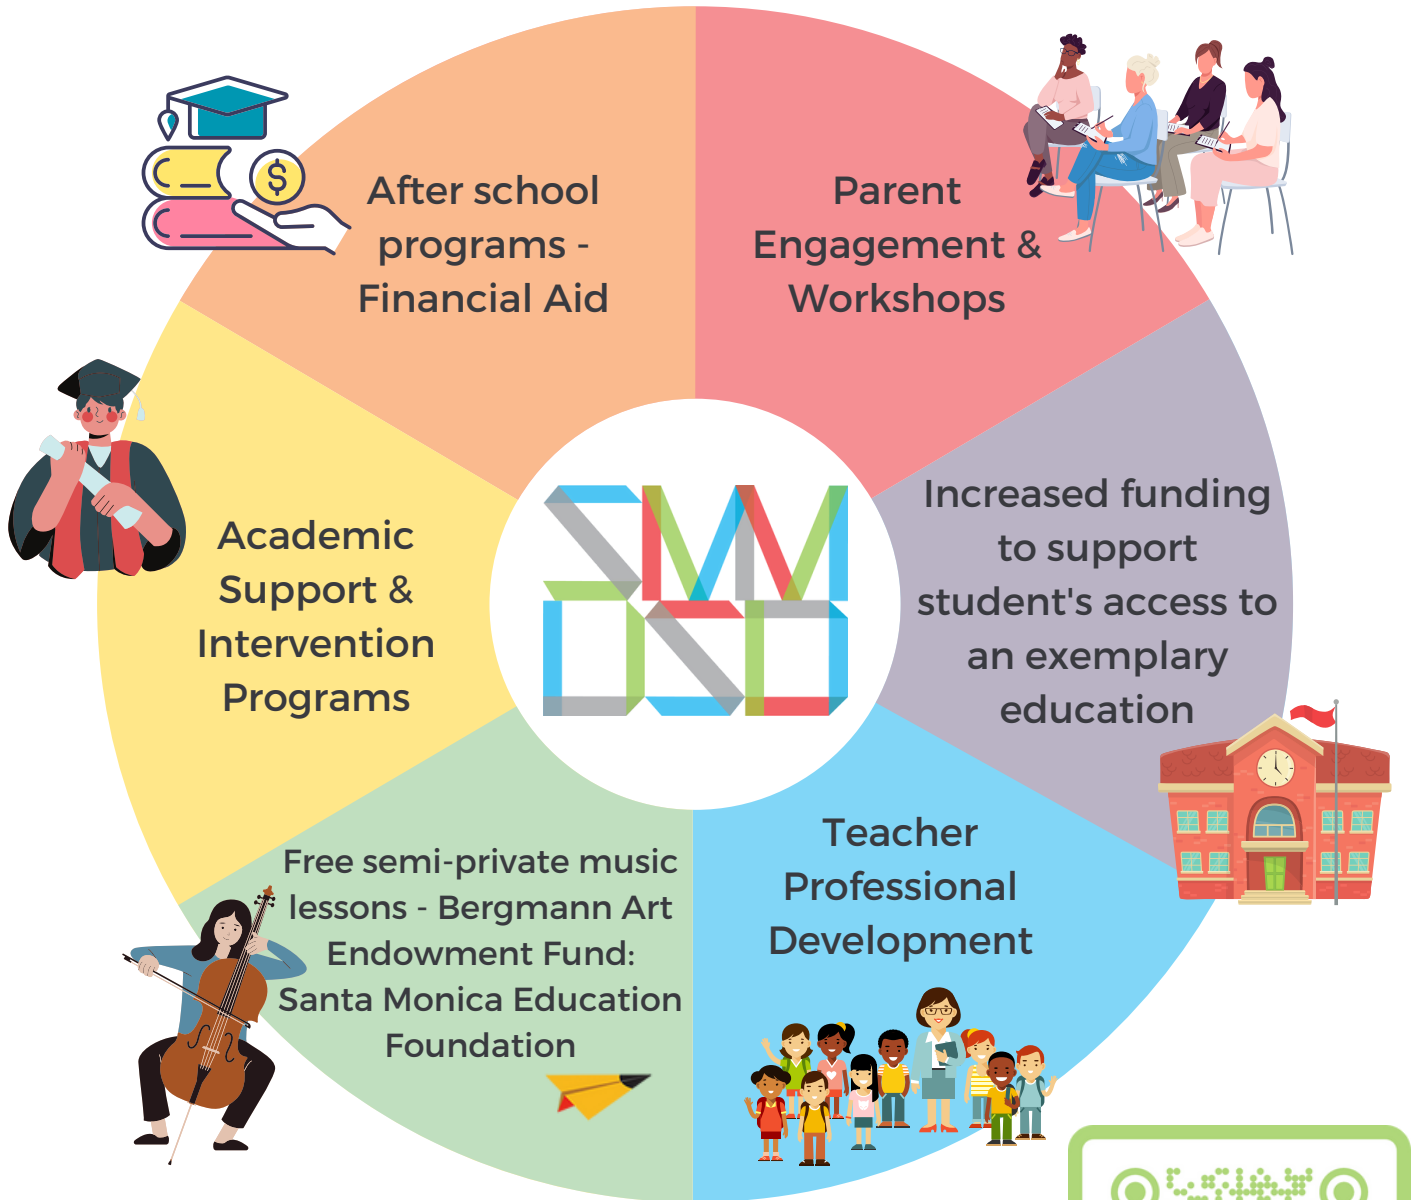 After school
programs -
Financial Aid
Parent
Engagement &
Workshops
Increased funding
to support
student's access to
an exemplary
education
Academic
Support &
Intervention
Programs
SMM
USD
Teacher
Professional
Development
Free semi-private music
lessons - Bergmann Art
Endowment Fund:
Santa Monica Education
Foundation
$